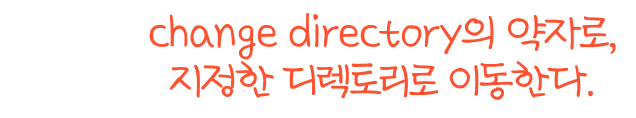 change directory의 약자로,
지정한 디렉토리로 이동한다.